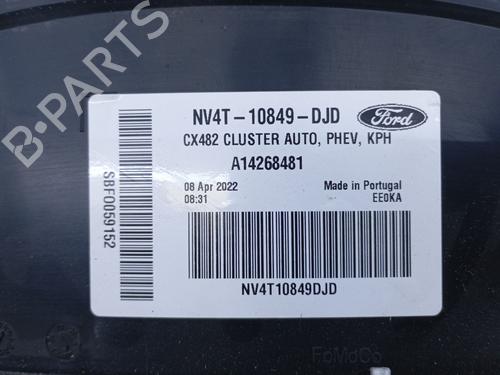 B-PARTS
NV4T-10849-DJD
Ford
CX482 CLUSTER AUTO, PHEV, KPH
A14268481
08 Apr 2022
08:31
Made in Portugal
EE0KA
SBF0059152
NV4T10849DJD
FoMoCo